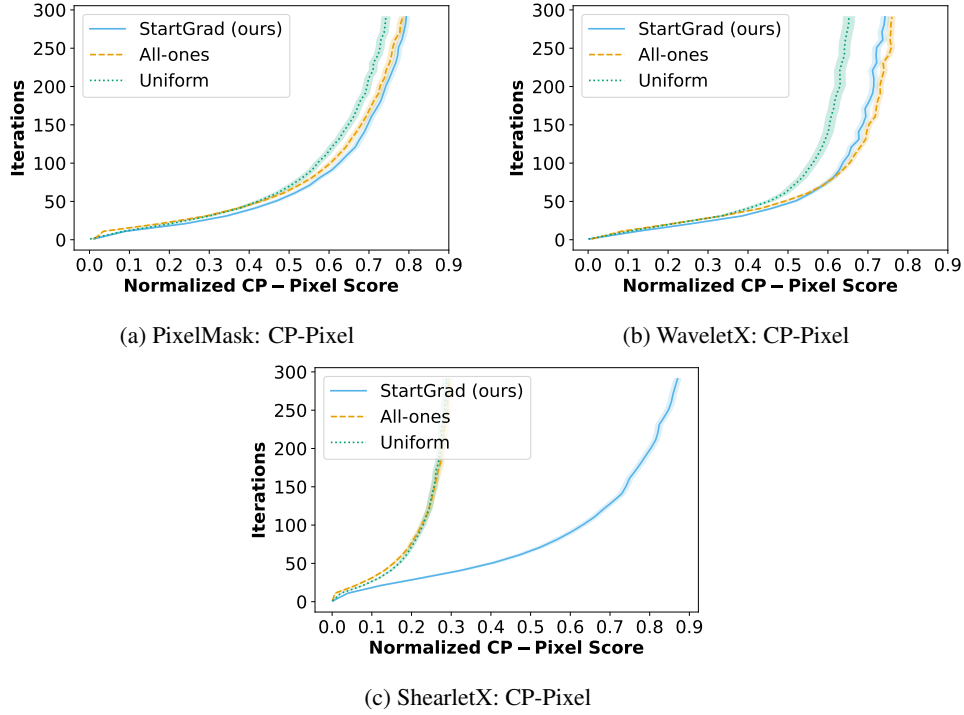 StartGrad (ours)
All-ones
Uniform
Iterations
300
250
200
150
100
50
0
0.0 0.1 0.2 0.3 0.4 0.5 0.6 0.7 0.8 0.9
Normalized CP−Pixel Score
(a) PixelMask: CP-Pixel
StartGrad (ours)
All-ones
Uniform
Iterations
300
250
200
150
100
50
0
0.0 0.1 0.2 0.3 0.4 0.5 0.6 0.7 0.8 0.9
Normalized CP−Pixel Score
(b) WaveletX: CP-Pixel
StartGrad (ours)
All-ones
Uniform
Iterations
300
250
200
150
100
50
0
0.0 0.1 0.2 0.3 0.4 0.5 0.6 0.7 0.8 0.9
Normalized CP−Pixel Score
(c) ShearletX: CP-Pixel